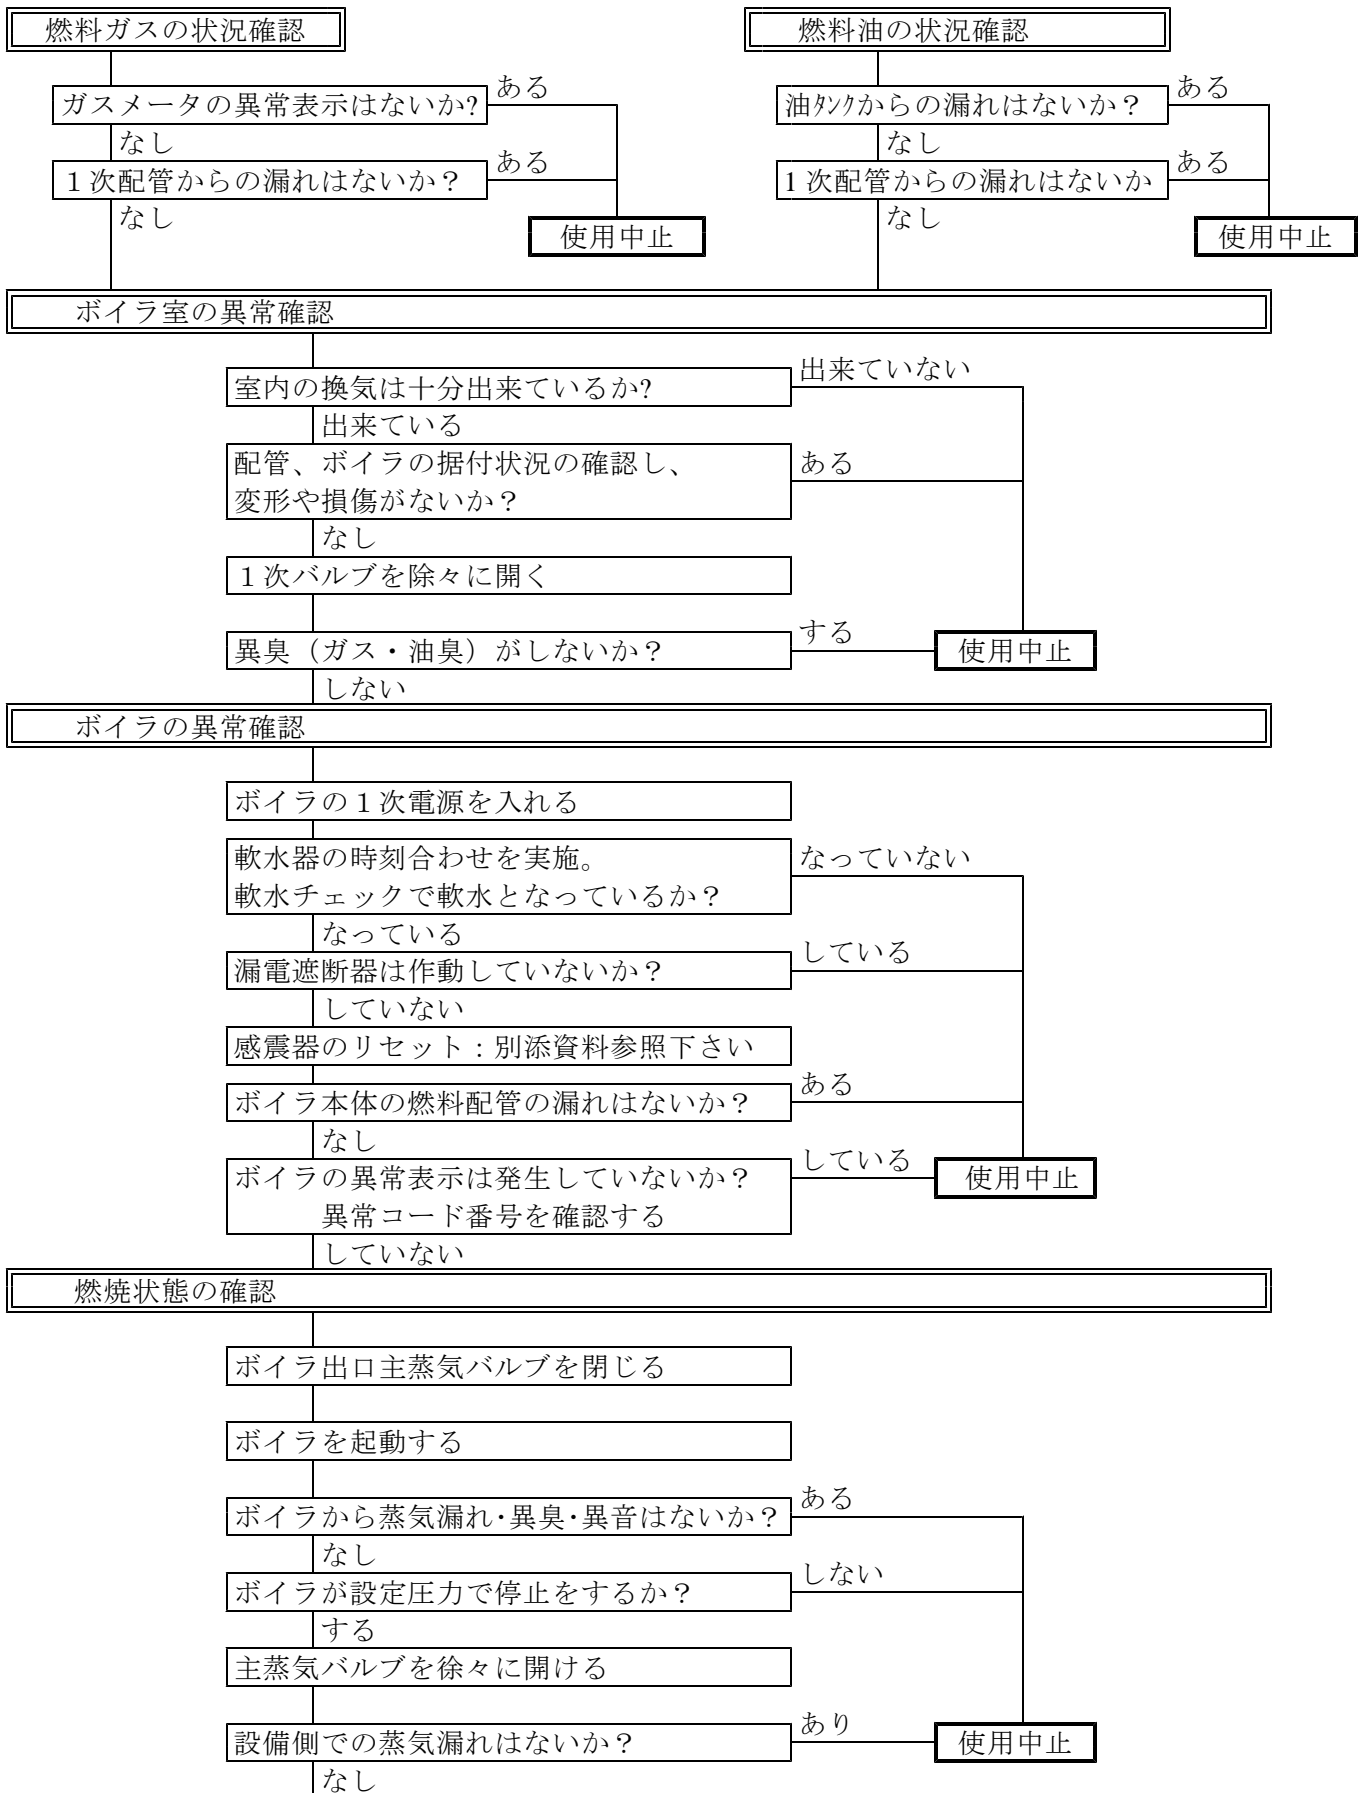 燃料ガスの状況確認
ガスメータの異常表示はないか?
ある
なし
１次配管からの漏れはないか？
ある
なし
使用中止
燃料油の状況確認
油ﾀﾝｸからの漏れはないか？
ある
なし
1 次配管からの漏れはないか
ある
なし
使用中止
ボイラ室の異常確認
室内の換気は十分出来ているか?
出来ていない
出来ている
配管、ボイラの据付状況の確認し、
変形や損傷がないか？
ある
なし
１次バルブを除々に開く
異臭（ガス・油臭）がしないか？
する
使用中止
しない
ボイラの異常確認
ボイラの１次電源を入れる
軟水器の時刻合わせを実施。
軟水チェックで軟水となっているか？
なっていない
なっている
漏電遮断器は作動していないか？
している
していない
感震器のリセット：別添資料参照下さい
ボイラ本体の燃料配管の漏れはないか？
ある
なし
ボイラの異常表示は発生していないか？
異常コード番号を確認する
している
使用中止
していない
燃焼状態の確認
ボイラ出口主蒸気バルブを閉じる
ボイラを起動する
ボイラから蒸気漏れ･異臭･異音はないか？
ある
なし
ボイラが設定圧力で停止をするか？
しない
する
主蒸気バルブを徐々に開ける
設備側での蒸気漏れはないか？
あり
使用中止
なし